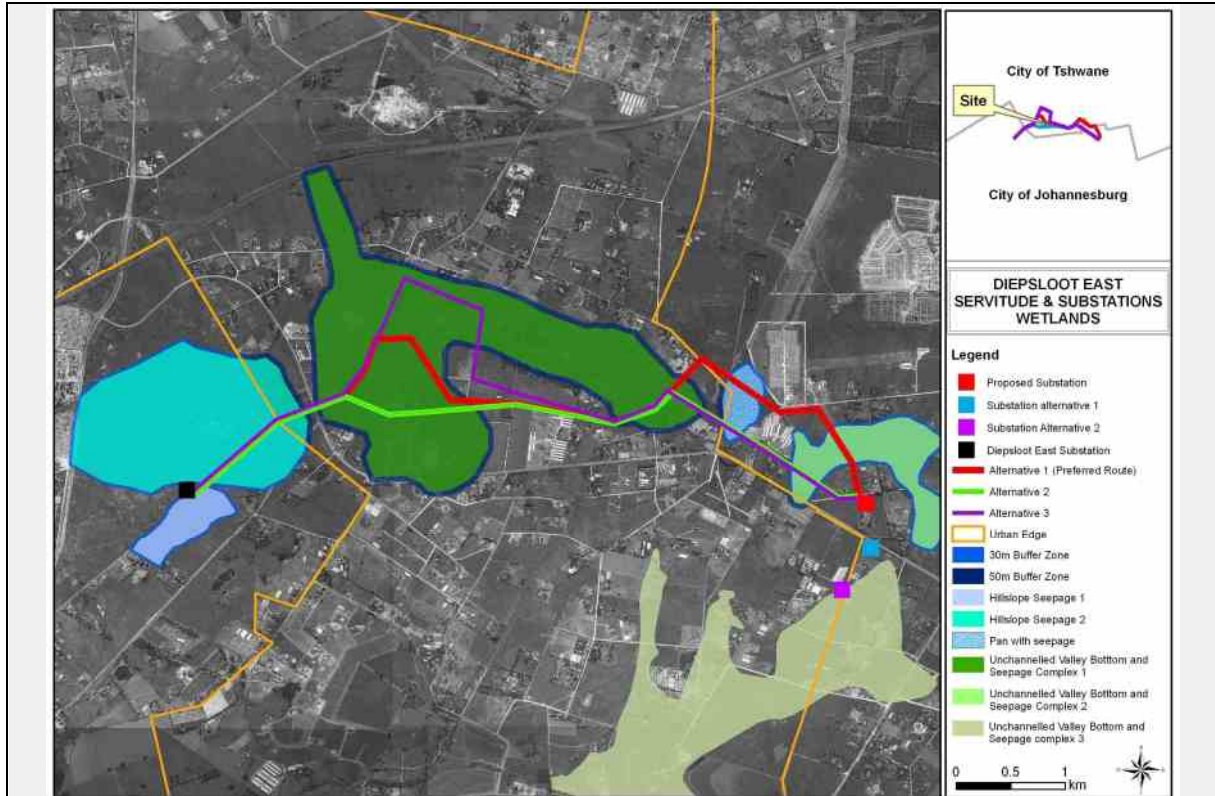 City of Tshwane
Site
City of Johannesburg
DIEPSLOOT EAST
SERVITUDE & SUBSTATIONS
WETLANDS
Legend
Proposed Substation
Substation alternative 1
Substation Alternative 2
Diepsloot East Substation
Alternative 1 (Preferred Route)
Alternative 2
Alternative 3
Urban Edge
30m Buffer Zone
50m Buffer Zone
Hillslope Seepage 1
Hillslope Seepage 2
Pan with seepage
Unchannelled Valley Botttom and
Seepage Complex 1
Unchannelled Valley Botttom and
Seepage Complex 2
Unchannelled Valley Bottom and
Seepage complex 3
0 0.5 1
km